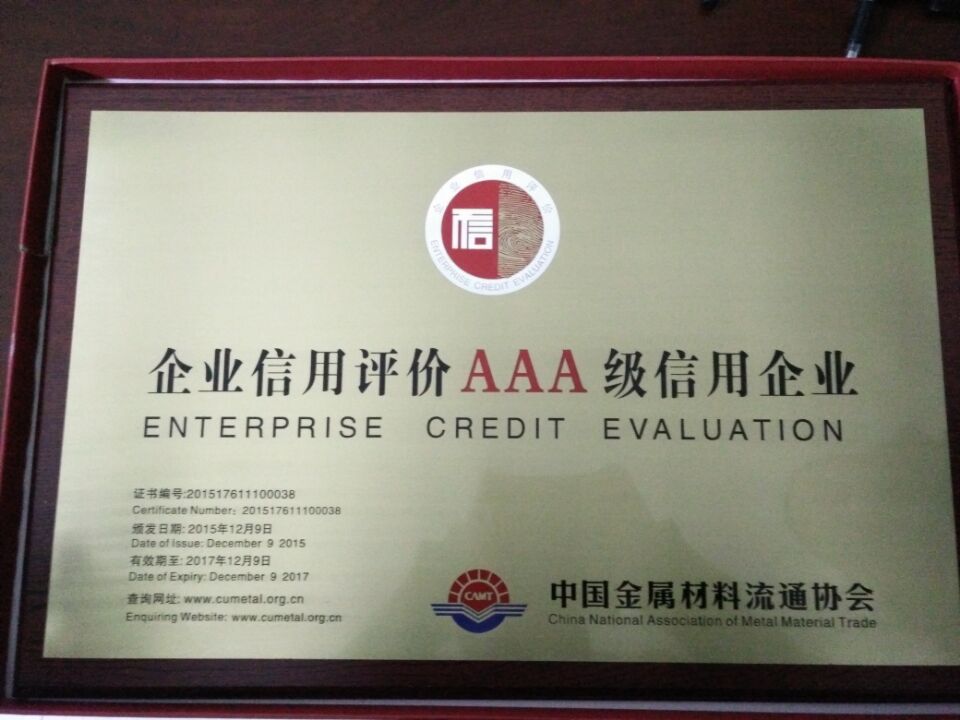 企业信用评价
信
ENTERPRISE CREDIT EVALUATION
企业信用评价AAA级信用企业
ENTERPRISE CREDIT EVALUATION
证书编号:201517611100038
Certificate Number: 201517611100038
颁发日期: 2015年12月9日
Date of Issue: December 9 2015
有效期至: 2017年12月9日
Date of Expiry: December 9 2017
查询网址: www.cumetal.org.cn
Enquiring Website: www.cumetal.org.cn
CAMT
中国金属材料流通协会
China National Association of Metal Material Trade